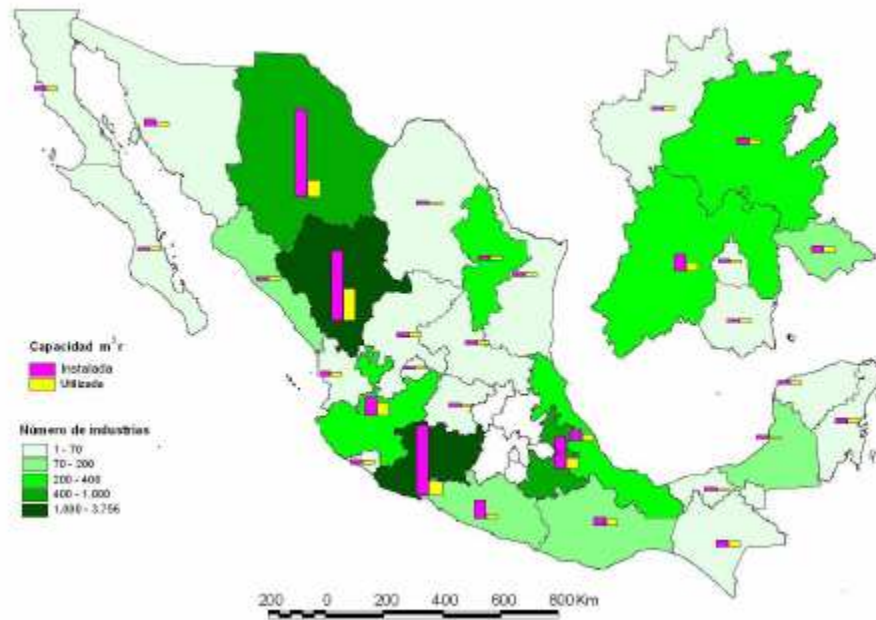 Capacidad m³r
Instalada
Utilizada
Número de industrias
1 - 70
70 - 200
200 - 400
400 - 1.000
1.000 - 3.756
200 0 200 400 600 800 Km